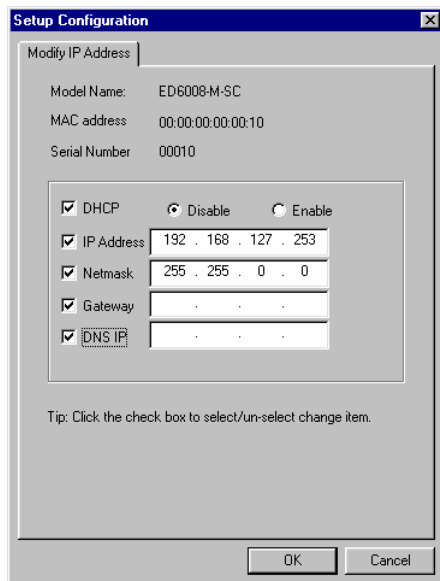 Setup Configuration
Modify IP Address
Model Name: ED6008-M-SC
MAC address 00:00:00:00:00:10
Serial Number 00010
DHCP Disable Enable
IP Address 192 . 168 . 127 . 253
Netmask 255 . 255 . 0 . 0
Gateway . . .
DNS IP . . .
Tip: Click the check box to select/un-select change item.
OK Cancel